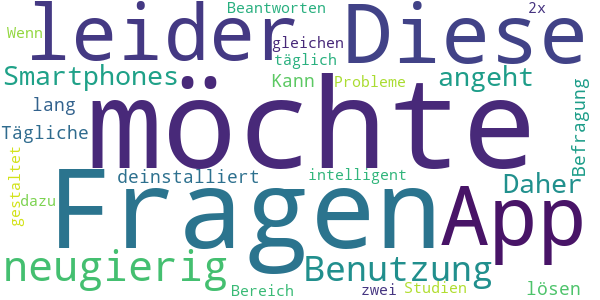 Beantworten
2x
Wenn
leider
Diese
gleichen
täglich
Smartphones
Kann
Probleme
angeht
lang
möchte
Befragung
Tägliche
gestaltet
deinstalliert
intelligent
Daher
dazu
Fragen
App
neugierig
Benutzung
Bereich
zwei
Studien
lösen